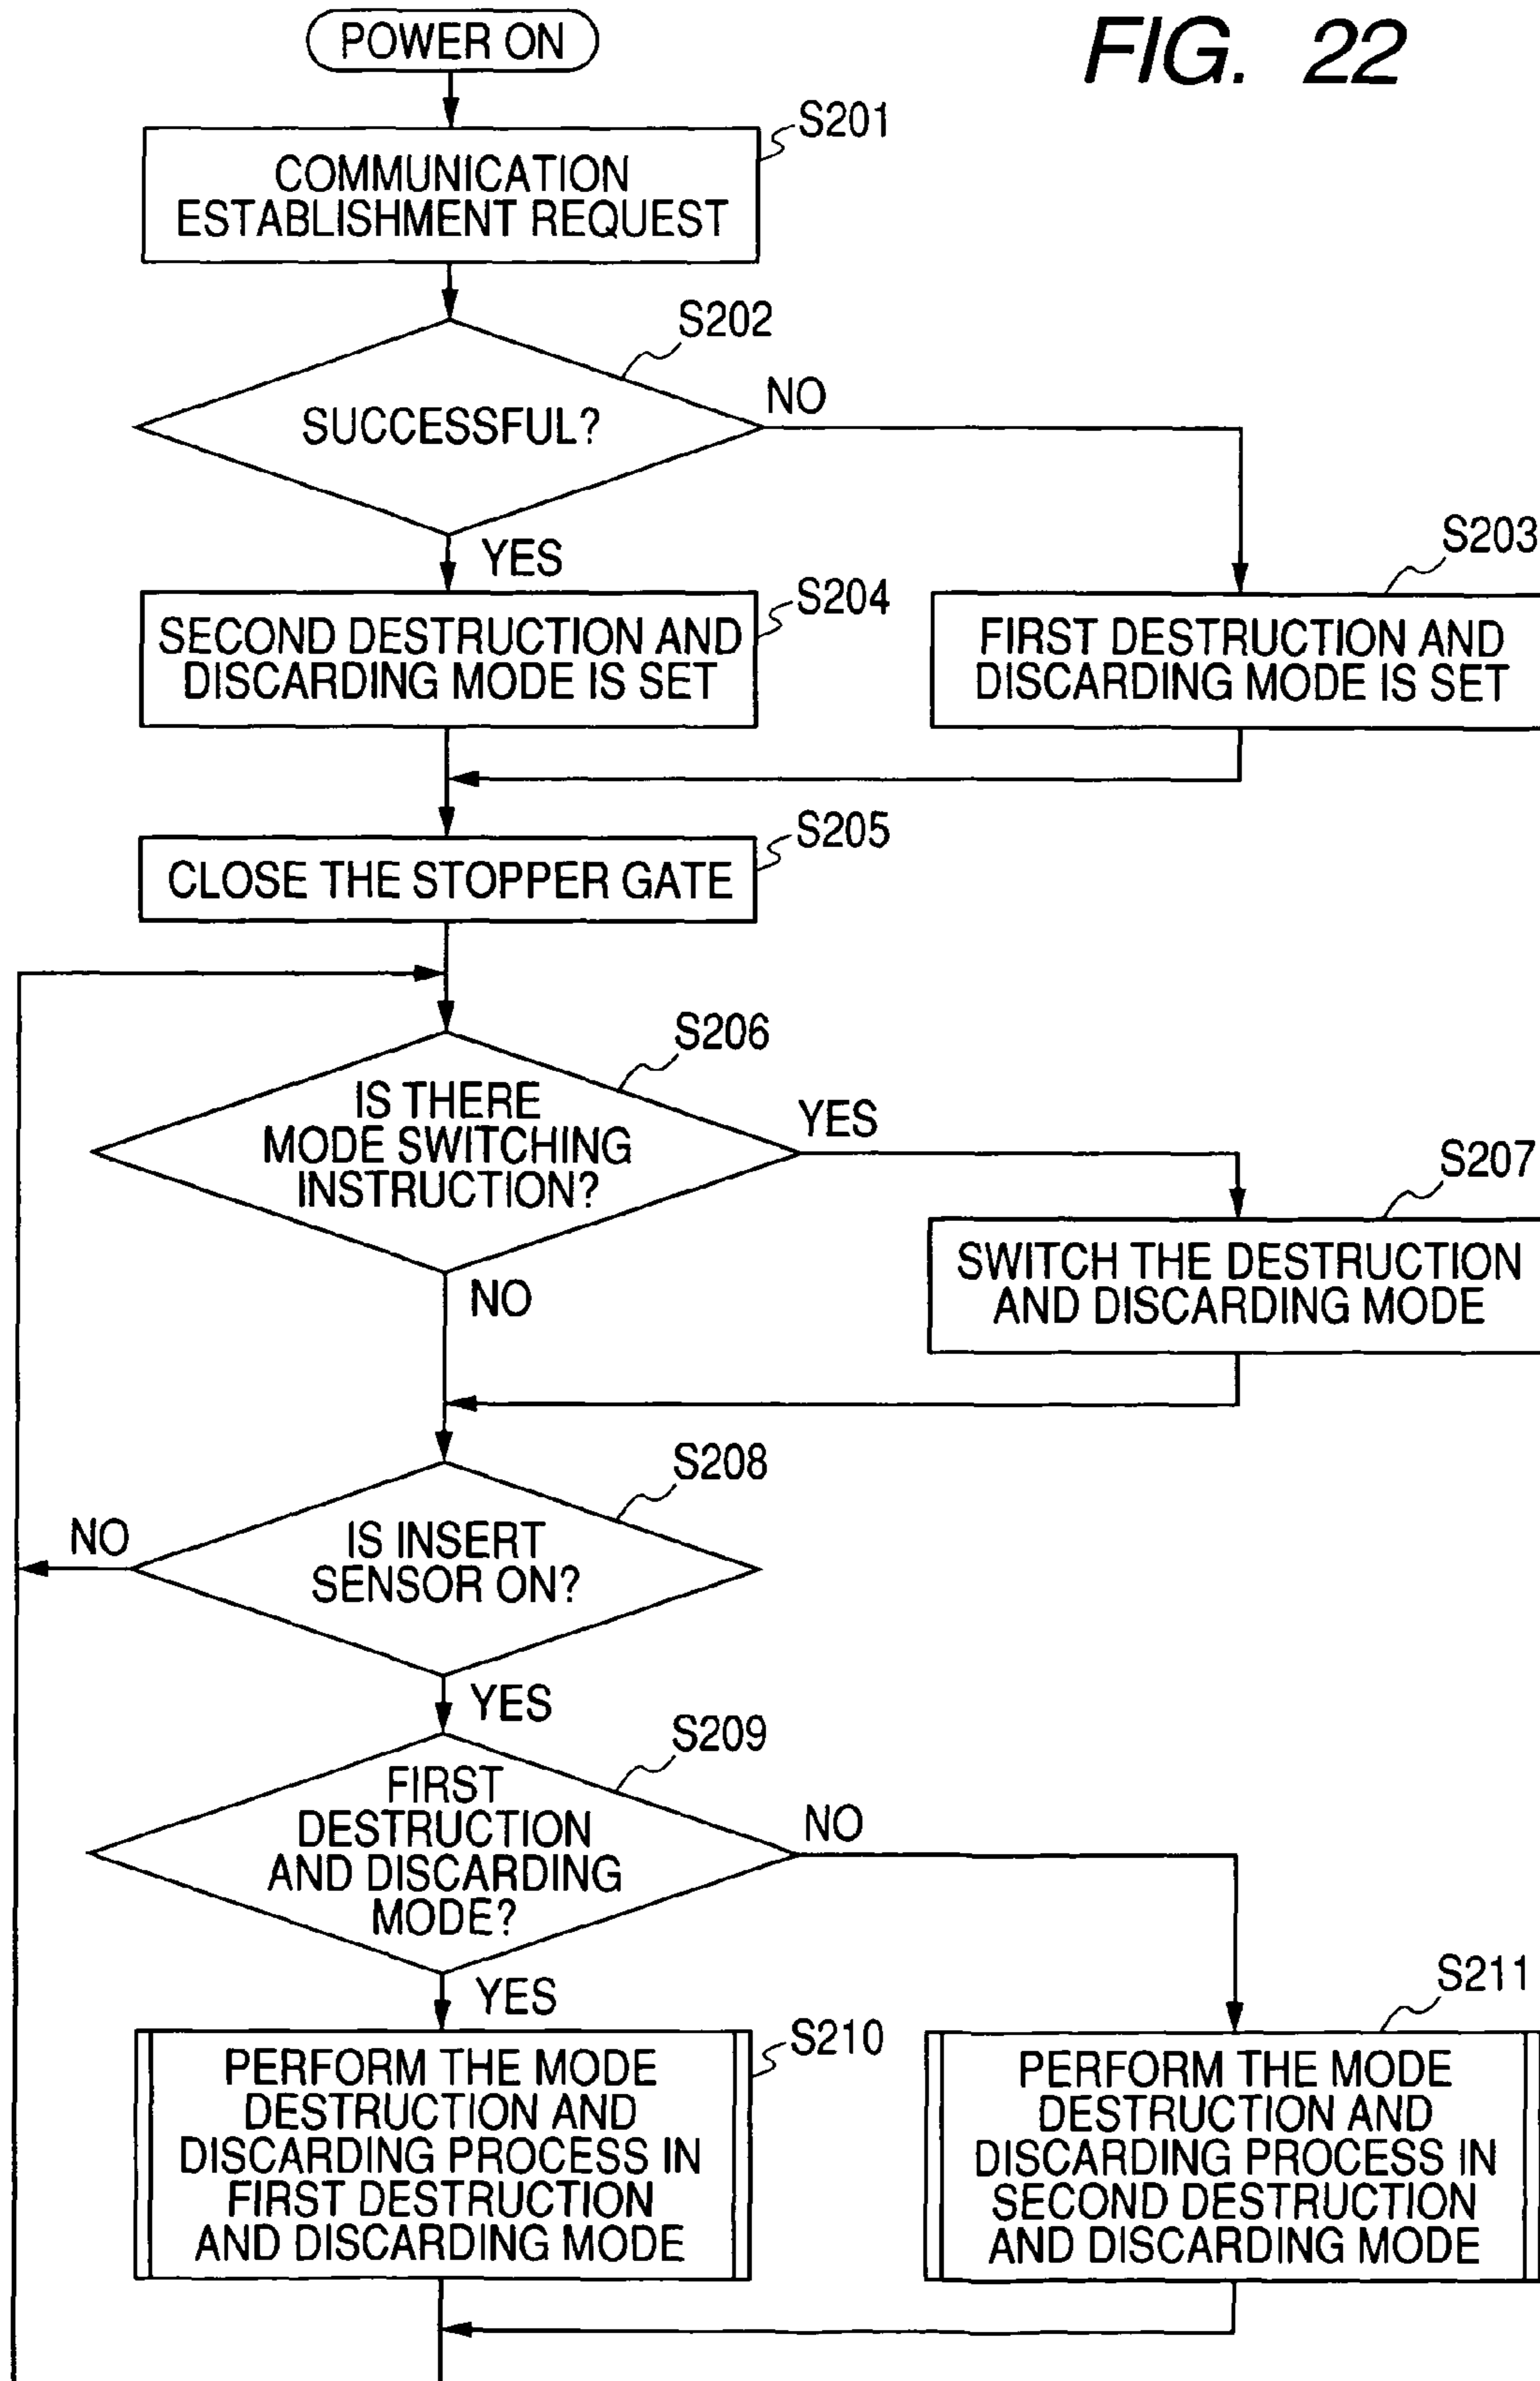 FIG. 22
POWER ON
S201
COMMUNICATION
ESTABLISHMENT REQUEST
S202
SUCCESSFUL?
NO
YES
S203
S204
SECOND DESTRUCTION AND
DISCARDING MODE IS SET
FIRST DESTRUCTION AND
DISCARDING MODE IS SET
S205
CLOSE THE STOPPER GATE
S206
IS THERE
MODE SWITCHING
INSTRUCTION?
YES
NO
S207
SWITCH THE DESTRUCTION
AND DISCARDING MODE
S208
IS INSERT
SENSOR ON?
NO
YES
S209
FIRST
DESTRUCTION
AND DISCARDING
MODE?
NO
YES
S210
PERFORM THE MODE
DESTRUCTION AND
DISCARDING PROCESS IN
FIRST DESTRUCTION
AND DISCARDING MODE
S211
PERFORM THE MODE
DESTRUCTION AND
DISCARDING PROCESS IN
SECOND DESTRUCTION
AND DISCARDING MODE